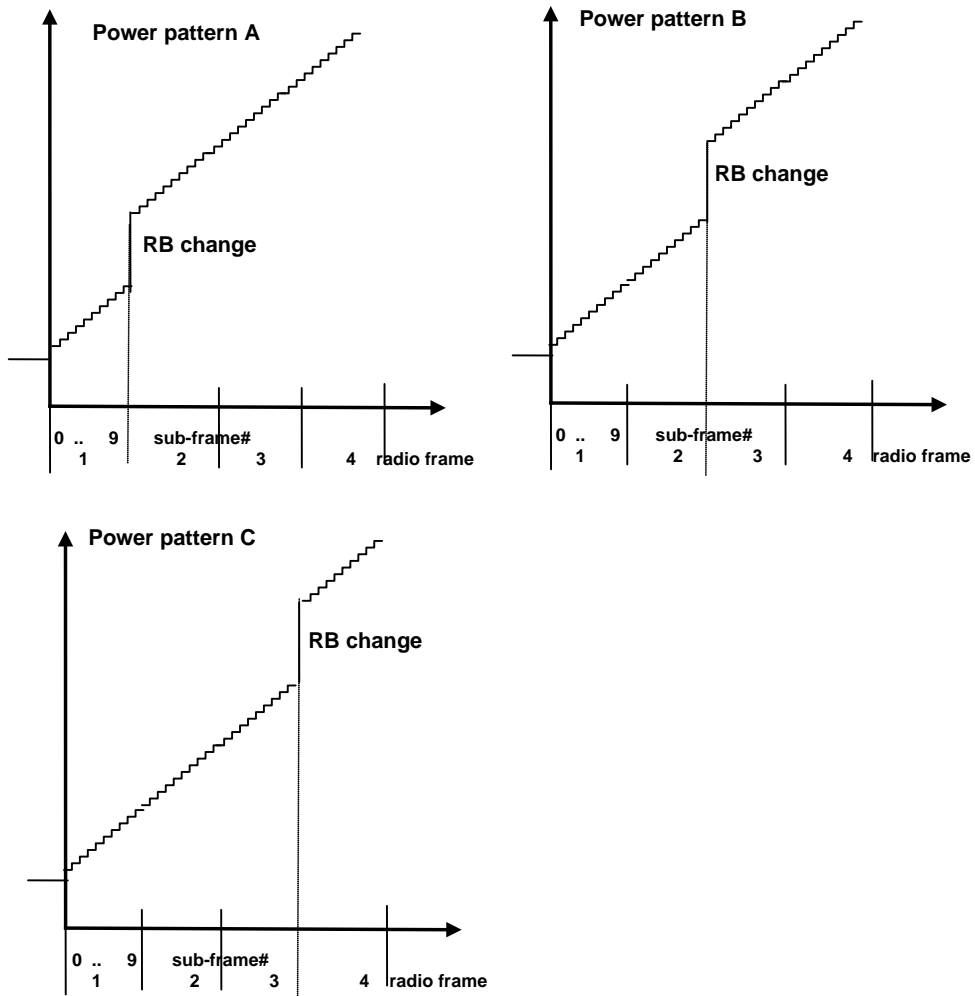 Power pattern A
RB change
0 .. 9 sub-frame#
1 2 3 4 radio frame
Power pattern B
RB change
0 .. 9 sub-frame#
1 2 3 4 radio frame
Power pattern C
RB change
0 .. 9 sub-frame#
1 2 3 4 radio frame